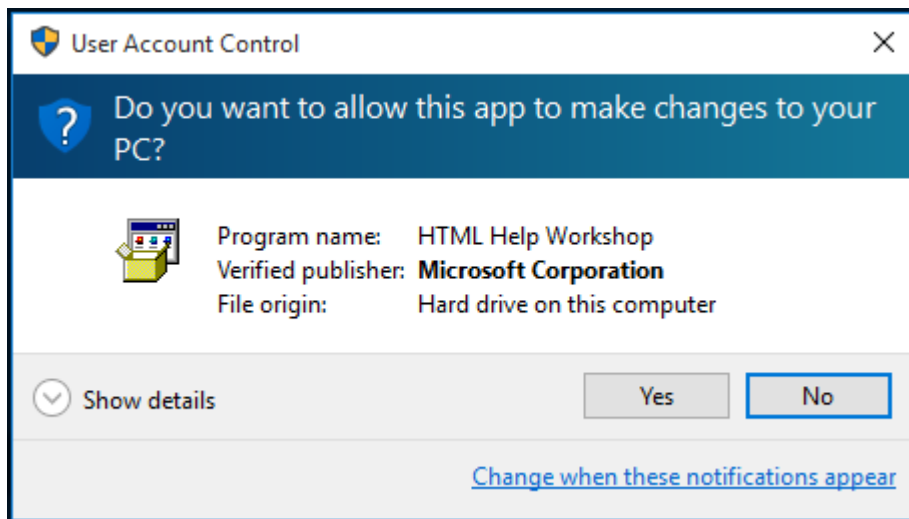 User Account Control
Do you want to allow this app to make changes to your
PC?
Program name: HTML Help Workshop
Verified publisher: Microsoft Corporation
File origin: Hard drive on this computer
Show details Yes No
Change when these notifications appear